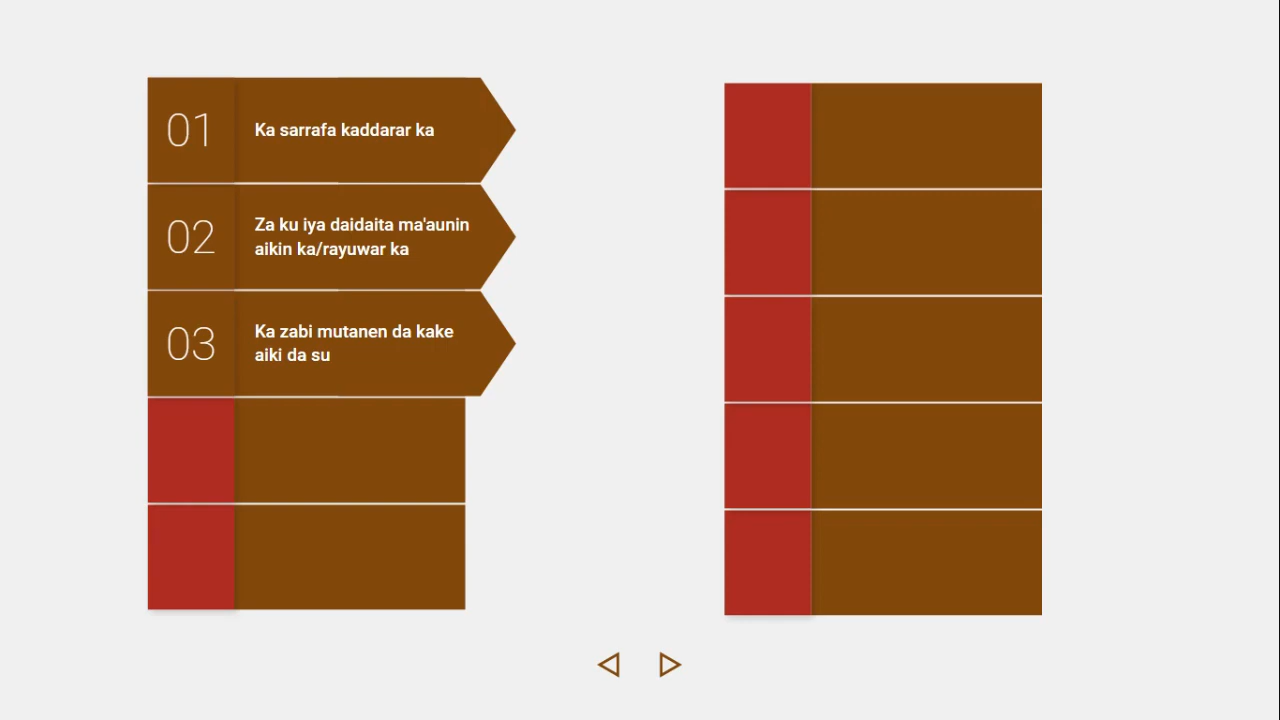 01
Ka sarrafa kaddarar ka
02
Za ku iya daidaita ma'aunin
aikin ka/rayuwar ka
03
Ka zabi mutanen da kake
aiki da su